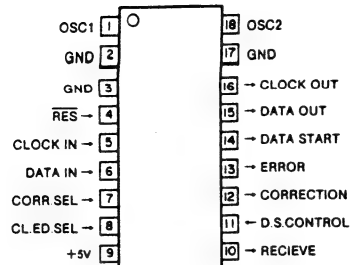 OSC1 1 18 OSC2
GND 2 17 GND
GND 3 16 → CLOCK OUT
RES → 4 15 → DATA OUT
CLOCK IN → 5 14 → DATA START
DATA IN → 6 13 → ERROR
CORR.SEL → 7 12 → CORRECTION
CL.ED.SEL → 8 11 ← D.S.CONTROL
+5V 9 10 → RECIEVE